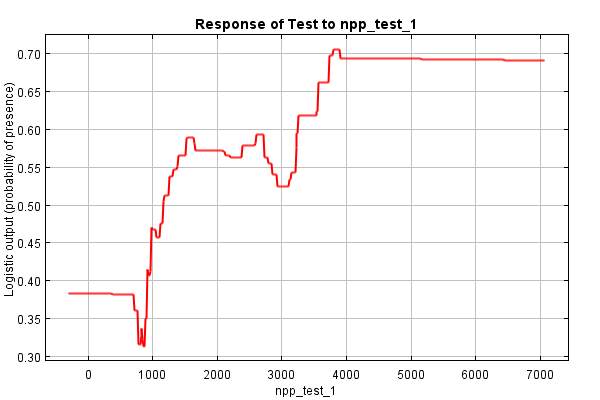 Response of Test to npp_test_1
Logistic output (probability of presence)
0.70
0.65
0.60
0.55
0.50
0.45
0.40
0.35
0.30
0 1000 2000 3000 4000 5000 6000 7000
npp_test_1